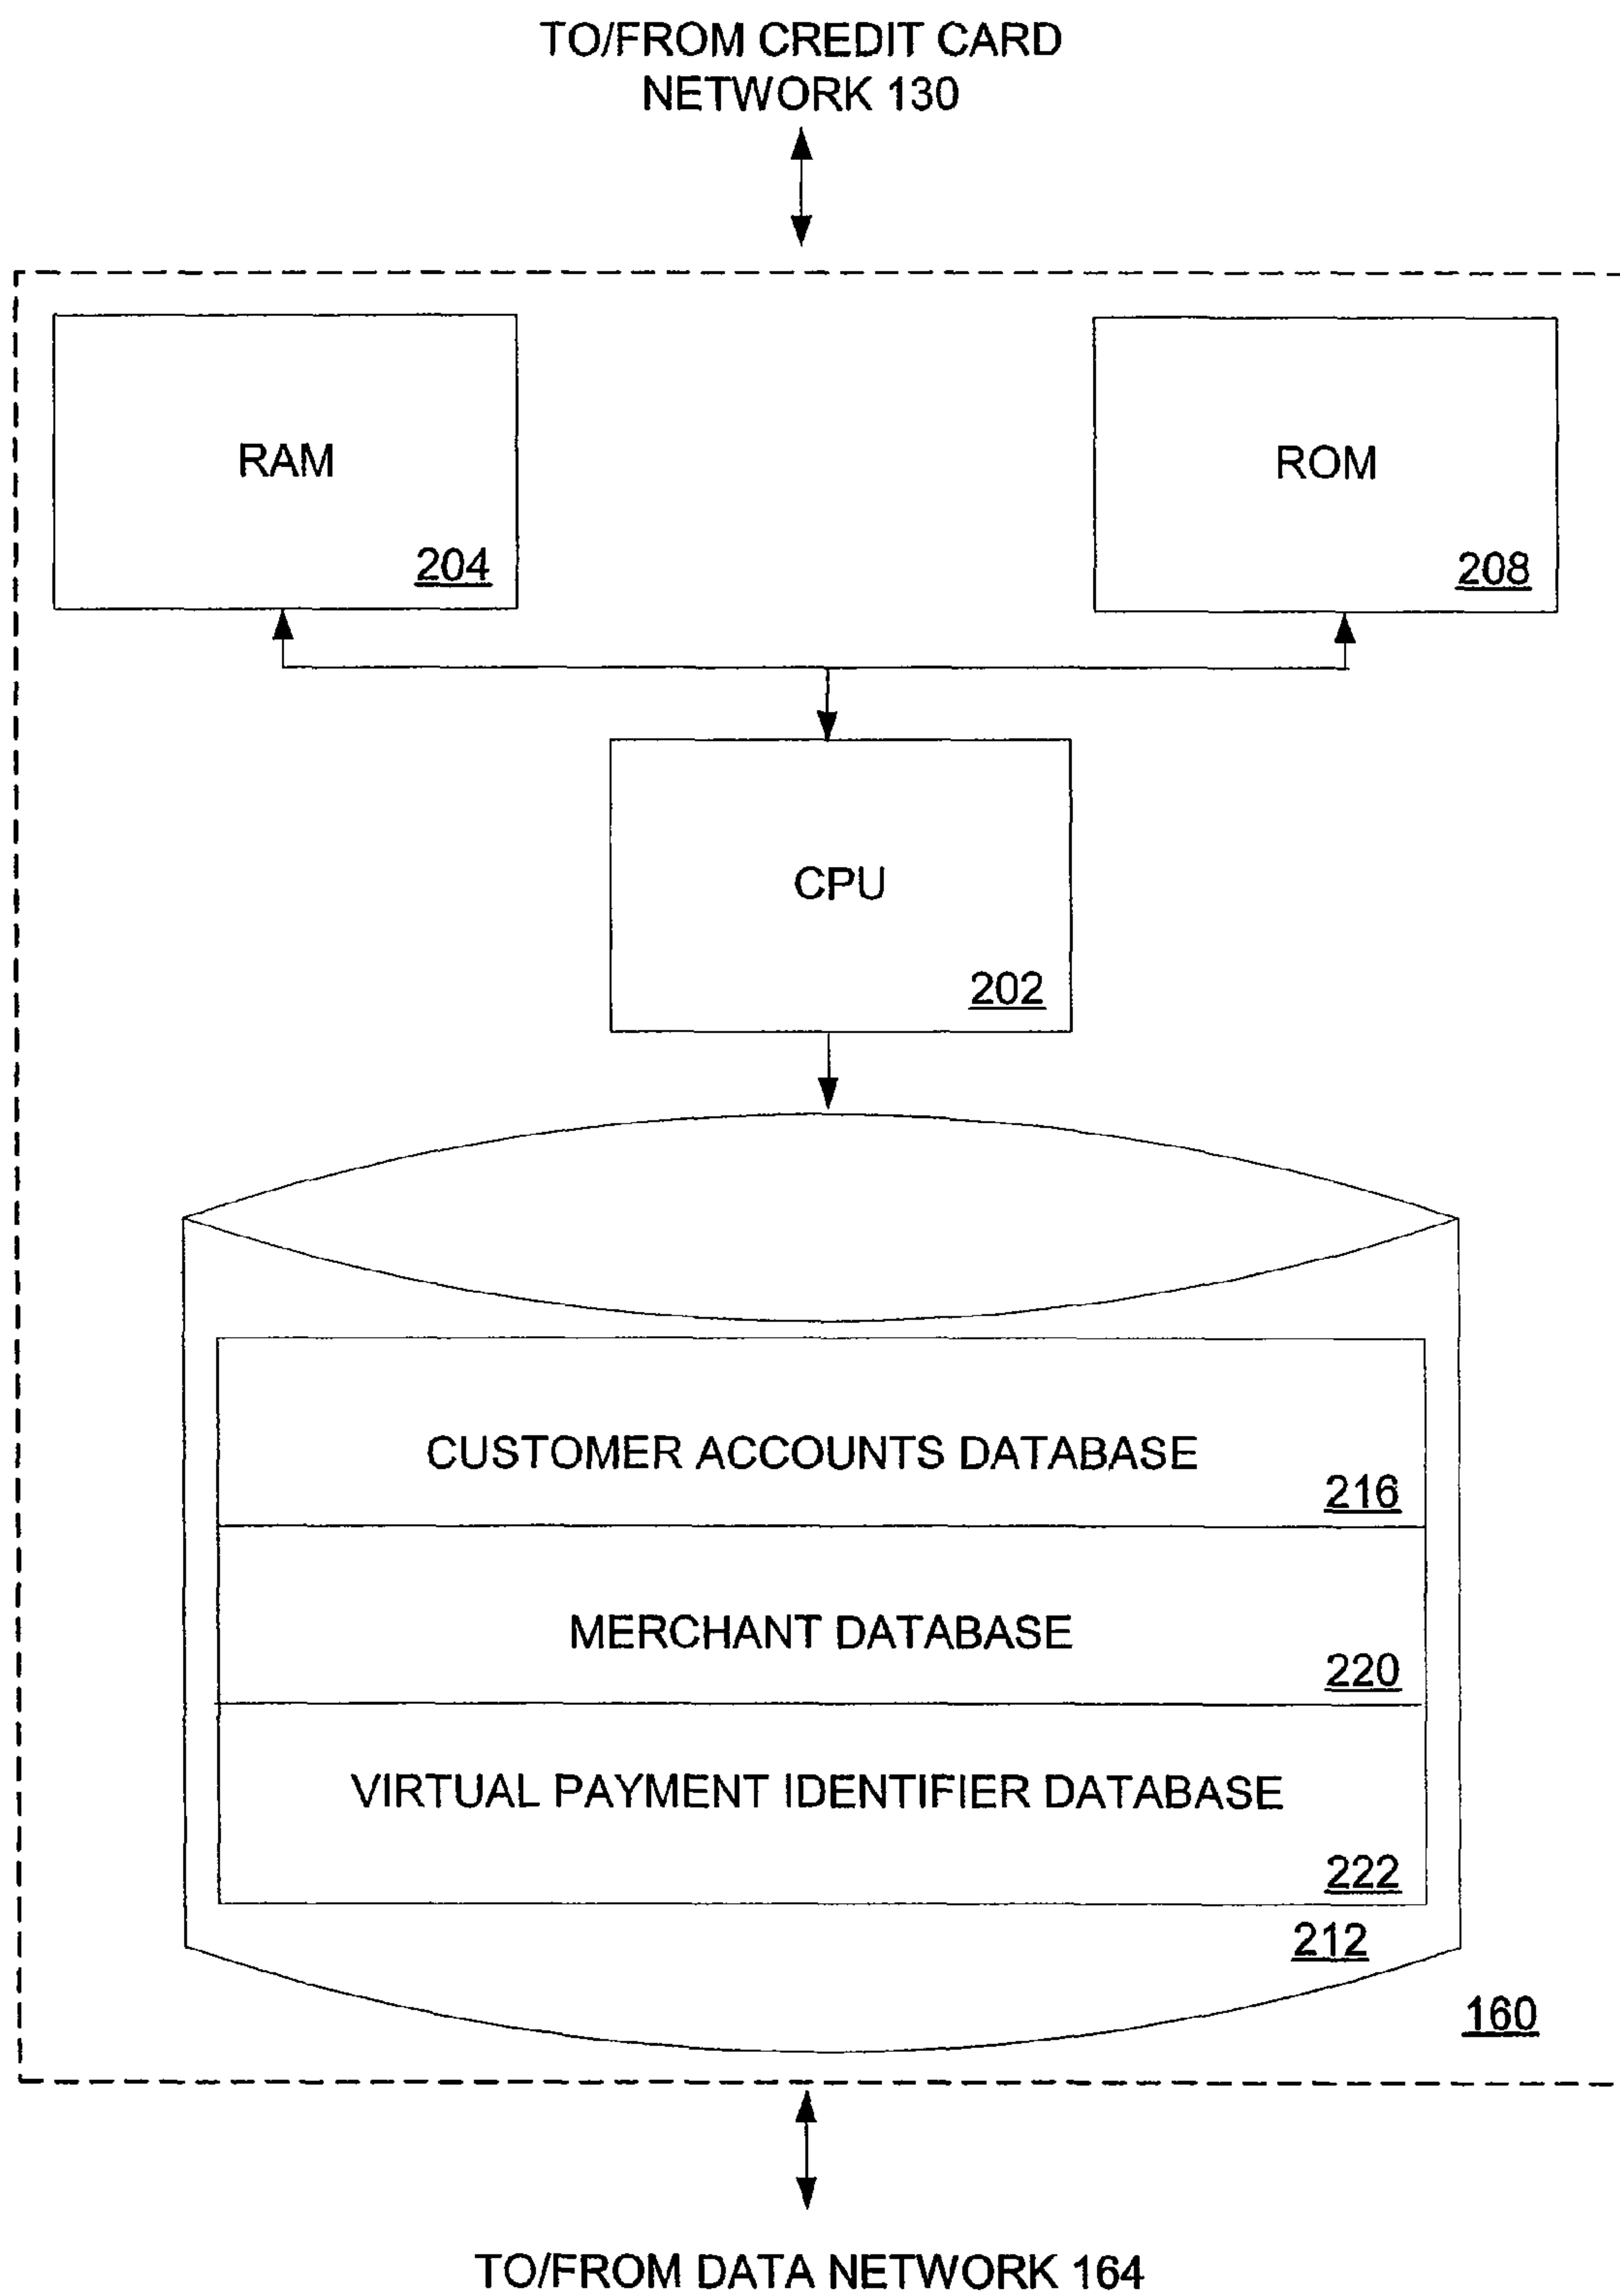 TO/FROM CREDIT CARD
NETWORK 130
RAM
204
ROM
208
CPU
202
CUSTOMER ACCOUNTS DATABASE
216
MERCHANT DATABASE
220
VIRTUAL PAYMENT IDENTIFIER DATABASE
222
212
160
TO/FROM DATA NETWORK 164